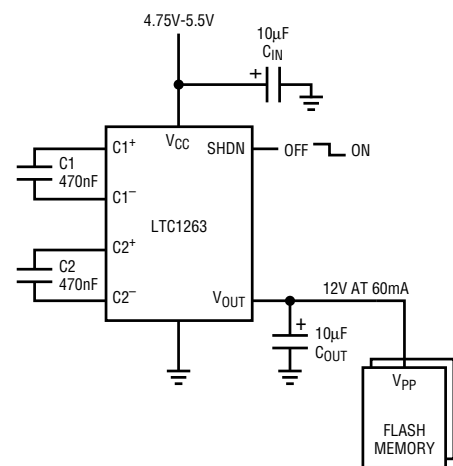 4.75V-5.5V
10µF
CIN
+
VCC
C1+
SHDN
OFF
ON
C1
470nF
C1–
LTC1263
C2+
C2
470nF
C2–
VOUT
12V AT 60mA
+
10µF
COUT
VPP
FLASH
MEMORY